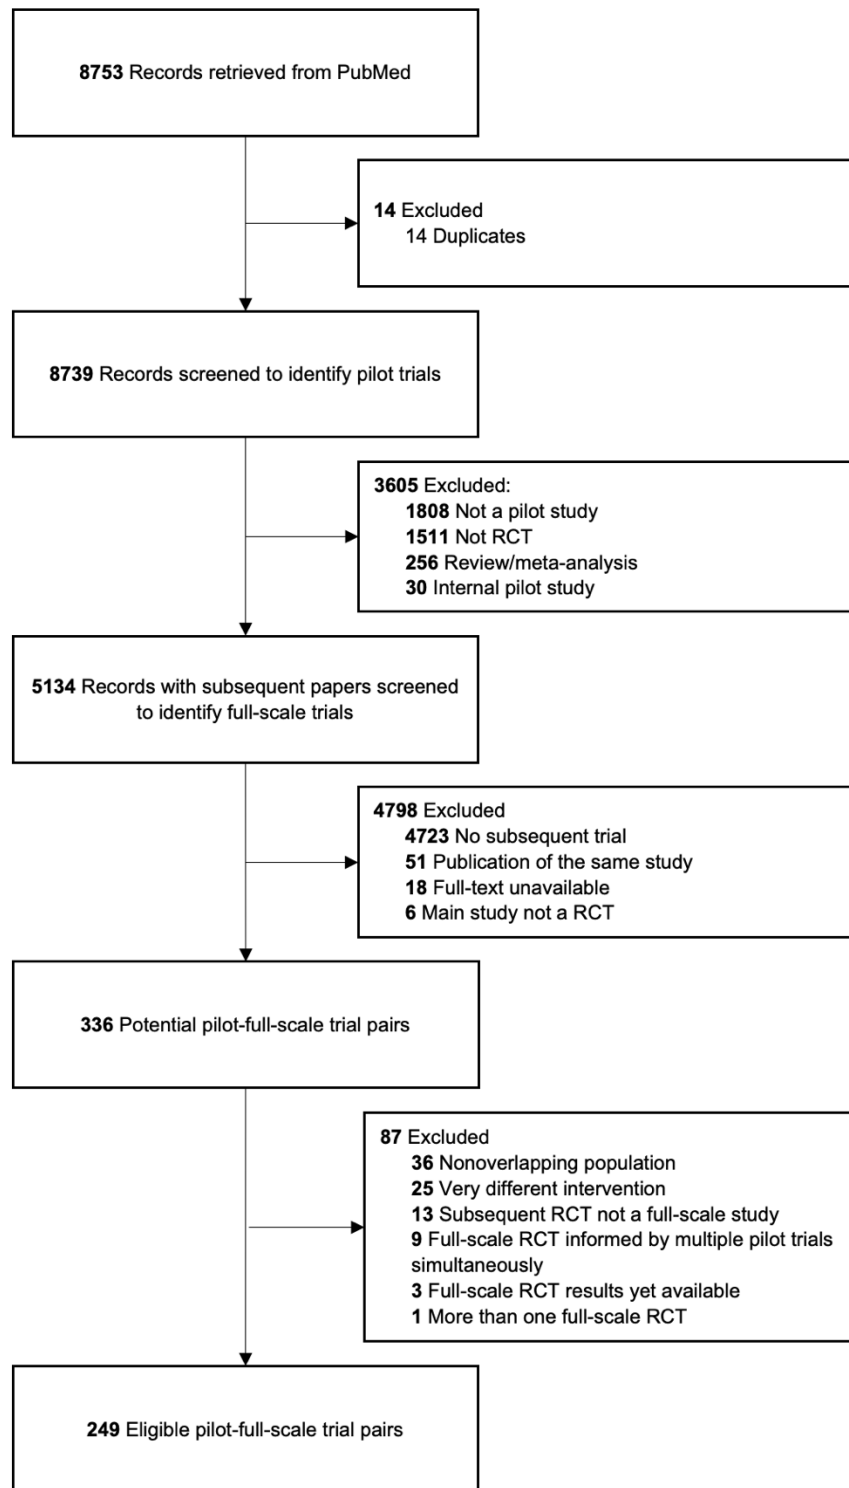 8753 Records retrieved from PubMed
14 Excluded
14 Duplicates
8739 Records screened to identify pilot trials
3605 Excluded:
1808 Not a pilot study
1511 Not RCT
256 Review/meta-analysis
30 Internal pilot study
5134 Records with subsequent papers screened
to identify full-scale trials
4798 Excluded
4723 No subsequent trial
51 Publication of the same study
18 Full-text unavailable
6 Main study not a RCT
336 Potential pilot-full-scale trial pairs
87 Excluded
36 Nonoverlapping population
25 Very different intervention
13 Subsequent RCT not a full-scale study
9 Full-scale RCT informed by multiple pilot trials
simultaneously
3 Full-scale RCT results yet available
1 More than one full-scale RCT
249 Eligible pilot-full-scale trial pairs